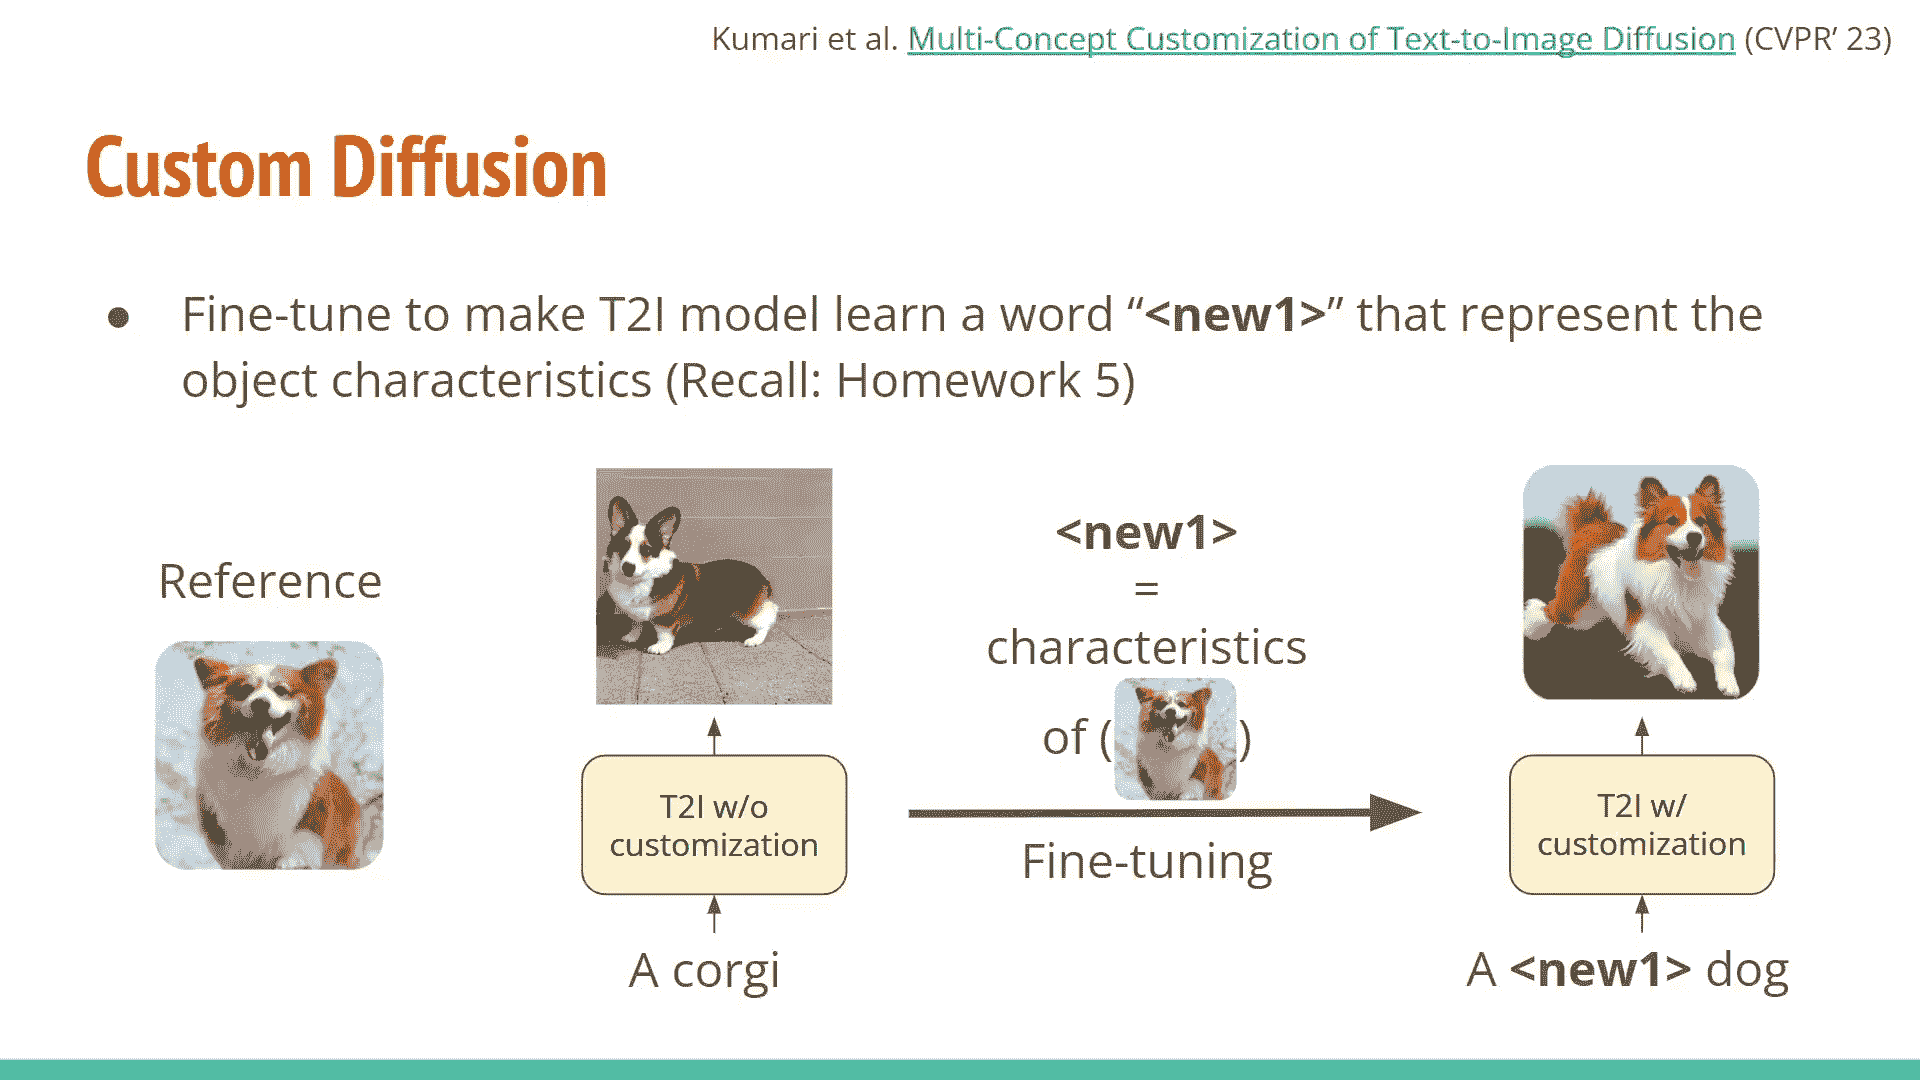 Kumari et al. Multi-Concept Customization of Text-to-Image Diffusion (CVPR’ 23)
Custom Diffusion
● Fine-tune to make T2I model learn a word “<new1>” that represent the
object characteristics (Recall: Homework 5)
Reference
T2I w/o
customization
A corgi
<new1>
=
characteristics
of ( )
Fine-tuning
T2I w/
customization
A <new1> dog